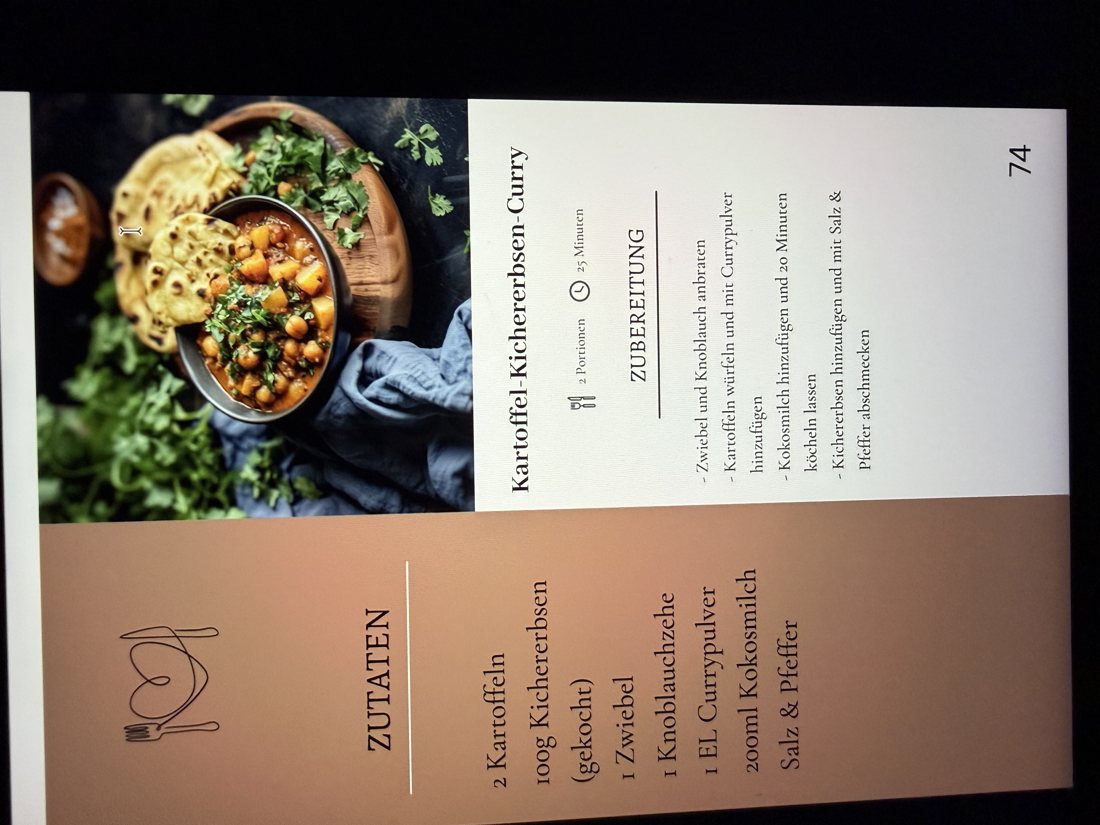 ZUTATEN
2 Kartoffeln
100g Kichererbsen
(gekocht)
1 Zwiebel
1 Knoblauchzehe
1 EL Currypulver
200ml Kokosmilch
Salz & Pfeffer
Kartoffel-Kichererbsen-Curry
2 Portionen 25 Minuten
ZUBEREITUNG
- Zwiebel und Knoblauch anbraten
- Kartoffeln würfeln und mit Currypulver
hinzufügen
- Kokosmilch hinzufügen und 20 Minuten
köcheln lassen
- Kichererbsen hinzufügen und mit Salz &
Pfeffer abschmecken
74